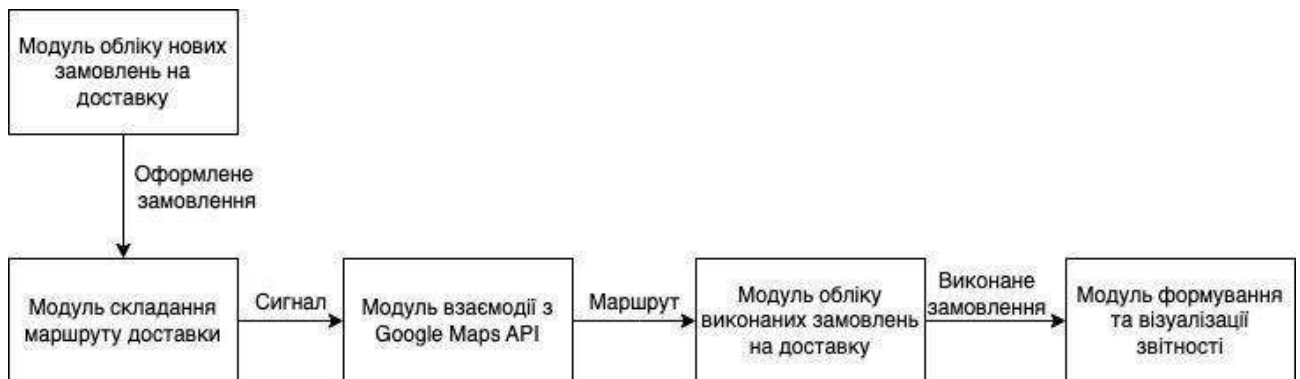 Модуль обліку нових
замовлень на
доставку
Оформлене
замовлення
Модуль складання
маршруту доставки
Сигнал
Модуль взаємодії з
Google Maps API
Маршрут
Модуль обліку
виконаних замовлень
на доставку
Виконане
замовлення
Модуль формування
та візуалізації
звітності